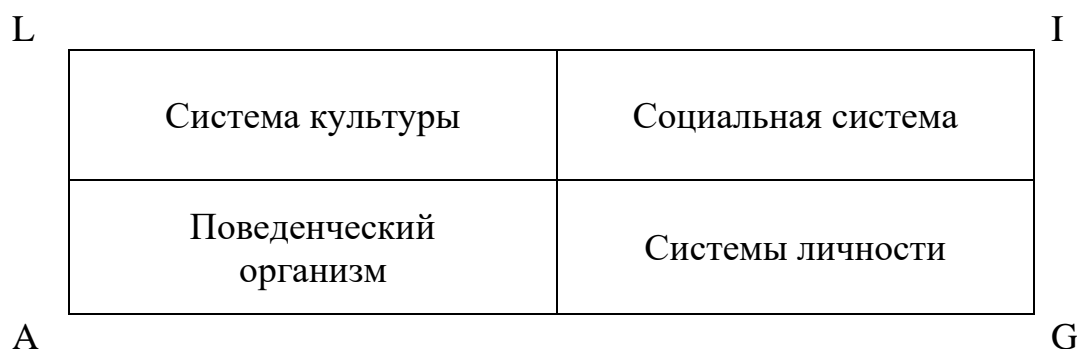 L
I
Система культуры
Социальная система
Поведенческий
организм
Системы личности
A
G